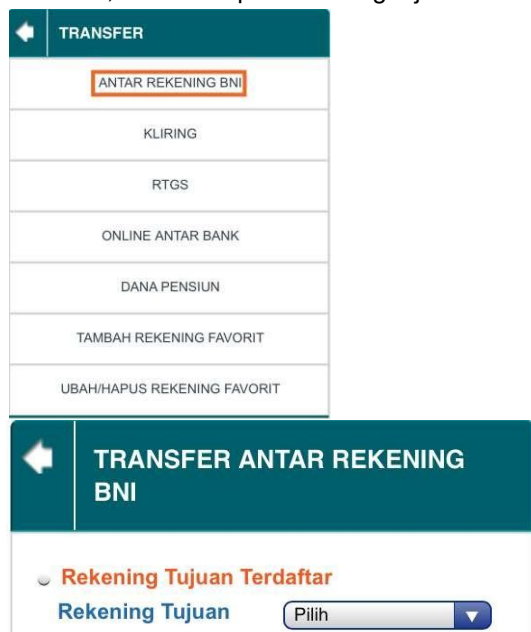 TRANSFER
ANTAR REKENING BNI
KLIRING
RTGS
ONLINE ANTAR BANK
DANA PENSIUN
TAMBAH REKENING FAVORIT
UBAH/HAPUS REKENING FAVORIT
TRANSFER ANTAR REKENING
BNI
Rekening Tujuan Terdaftar
Rekening Tujuan Pilih